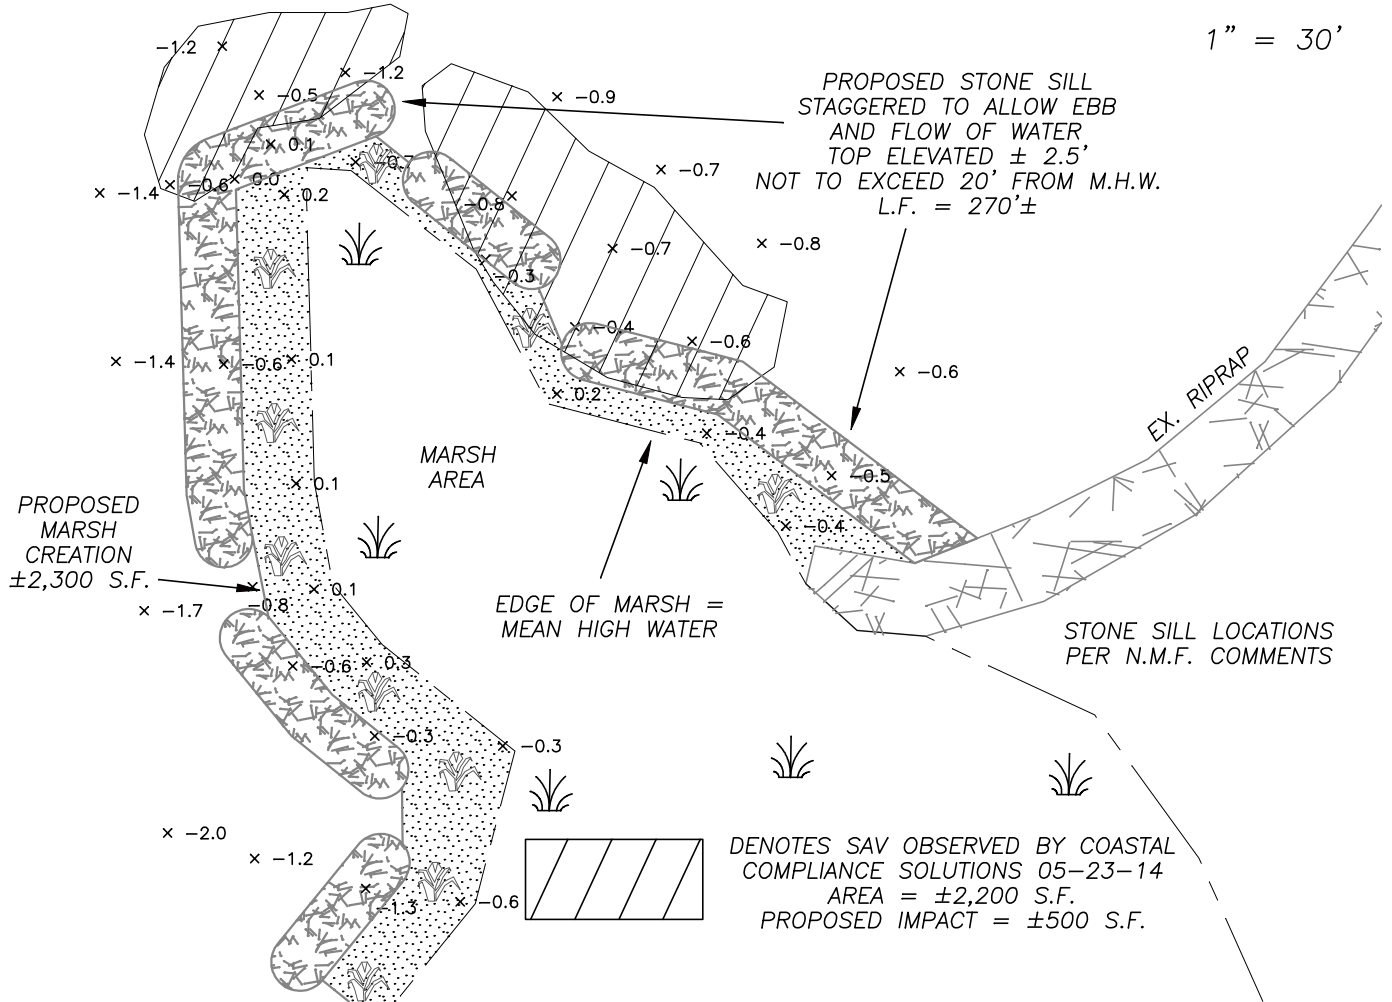 1" = 30'
PROPOSED STONE SILL
STAGGERED TO ALLOW EBB
AND FLOW OF WATER
TOP ELEVATED ± 2.5'
NOT TO EXCEED 20' FROM M.H.W.
L.F. = 270'±
-1.2
-1.2
-0.5
-0.9
0.1
-0.7
-0.7
-1.4
-0.6
0.0
0.2
-0.8
-0.7
-0.8
-0.3
-0.4
-0.6
-1.4
-0.6
0.1
-0.6
0.2
EX. RIPRAP
-0.4
MARSH
AREA
-0.5
0.1
-0.4
PROPOSED
MARSH
CREATION
±2,300 S.F.
0.1
-0.8
-1.7
EDGE OF MARSH =
MEAN HIGH WATER
STONE SILL LOCATIONS
PER N.M.F. COMMENTS
-0.6
0.3
-0.3
-0.3
-2.0
-1.2
-1.3
-0.6
DENOTES SAV OBSERVED BY COASTAL
COMPLIANCE SOLUTIONS 05-23-14
AREA = ±2,200 S.F.
PROPOSED IMPACT = ±500 S.F.